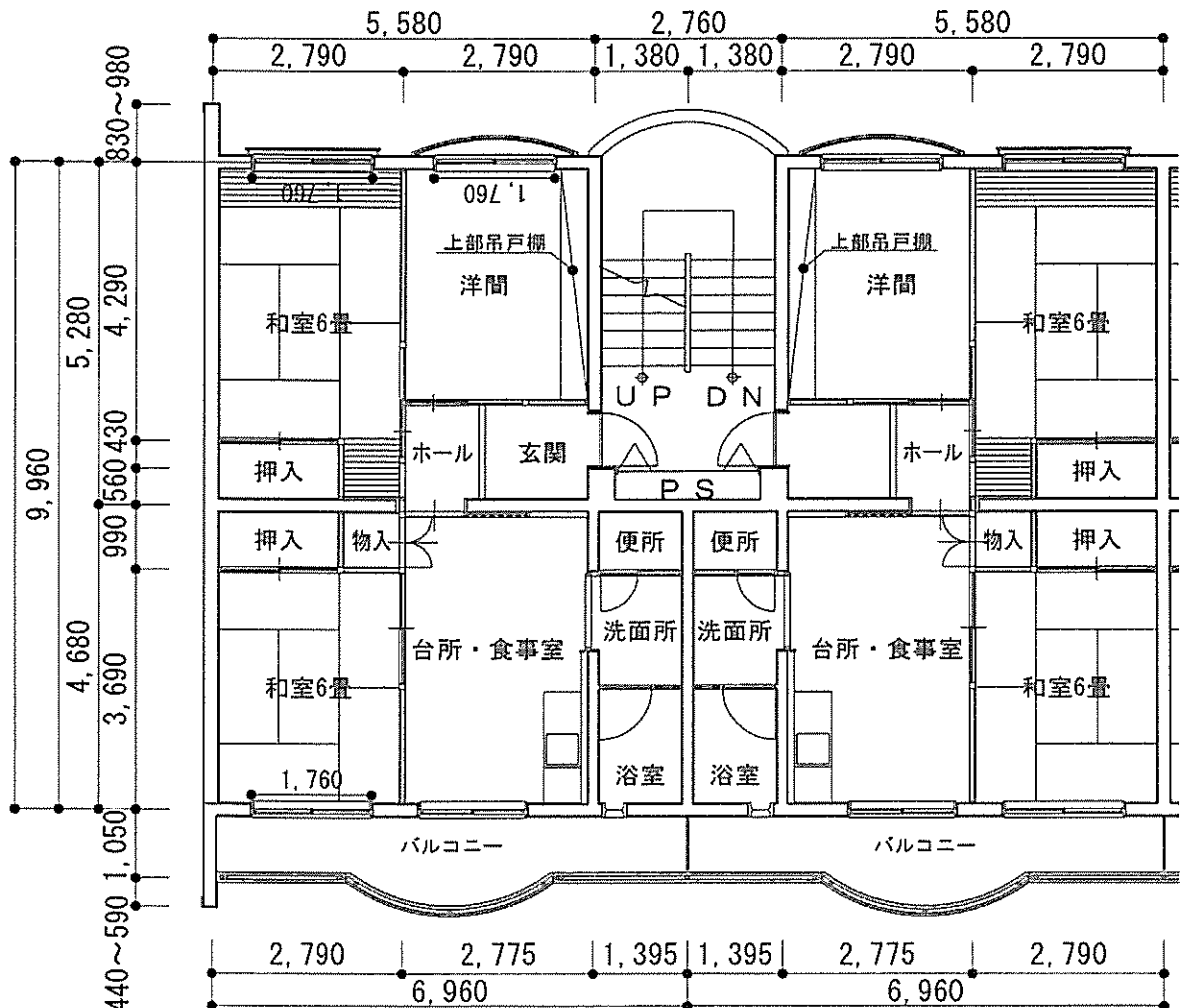 5,580 2,760 5,580
2,790 2,790 1,380 1,380 2,790 2,790
830~980
1,760 1,760
上部吊戸棚 上部吊戸棚
洋間 洋間
4,290
5,280
和室6畳 和室6畳
UP DN
430
ホール 玄関 ホール
押入 押入
560
PS
9,960
990
押入 物入 便所 便所 物入 押入
洗面所 洗面所
台所・食事室 台所・食事室
4,680
3,690
和室6畳 和室6畳
1,760
浴室 浴室
1,050
バルコニー バルコニー
440~590
2,790 2,775 1,395 1,395 2,775 2,790
6,960 6,960